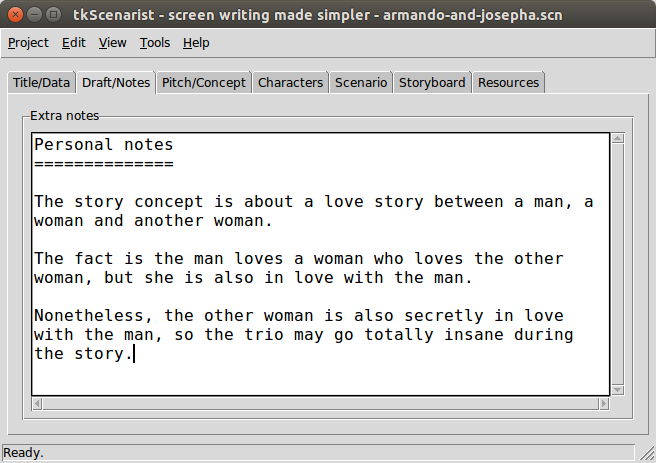 tkScenarist - screen writing made simpler - armando-and-josepha.scn
Project Edit View Tools Help
Title/Data Draft/Notes Pitch/Concept Characters Scenario Storyboard Resources
Extra notes
Personal notes
==============
The story concept is about a love story between a man, a
woman and another woman.
The fact is the man loves a woman who loves the other
woman, but she is also in love with the man.
Nonetheless, the other woman is also secretly in love
with the man, so the trio may go totally insane during
the story.
Ready.